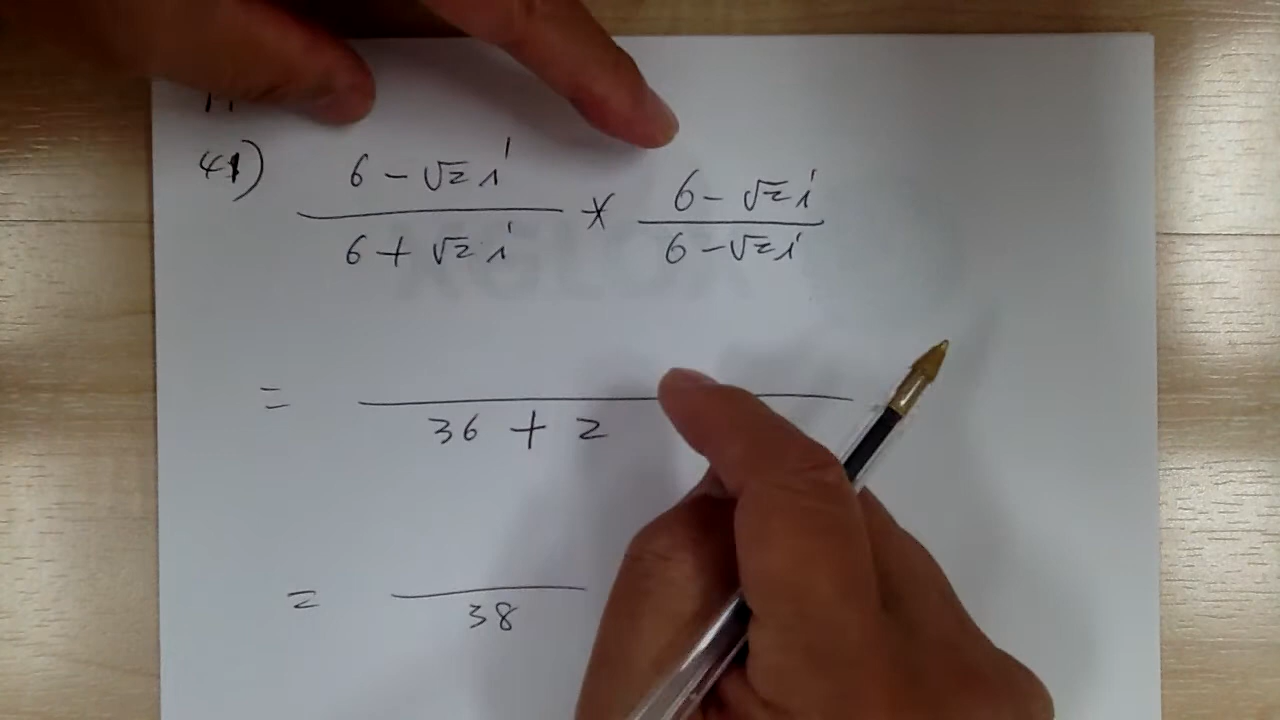 41) 6 - √2 i / 6 + √2 i × 6 - √2 i / 6 - √2 i
= / 36 + 2
= / 38